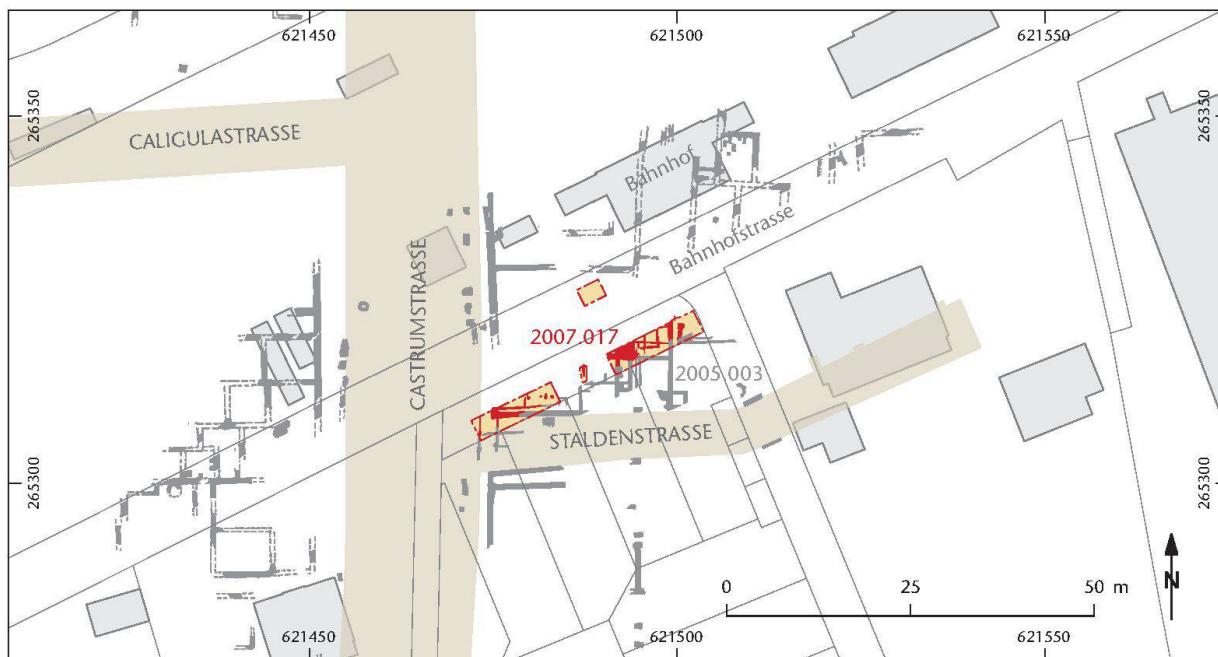 621450
621500
621550
265350
265350
CALIGULASTRASSE
Bahnhof
Bahnhofstrasse
CASTRUMSTRASSE
2007.017
2005.003
STALDENSTRASSE
265300
265300
0 25 50 m
N
621450
621500
621550